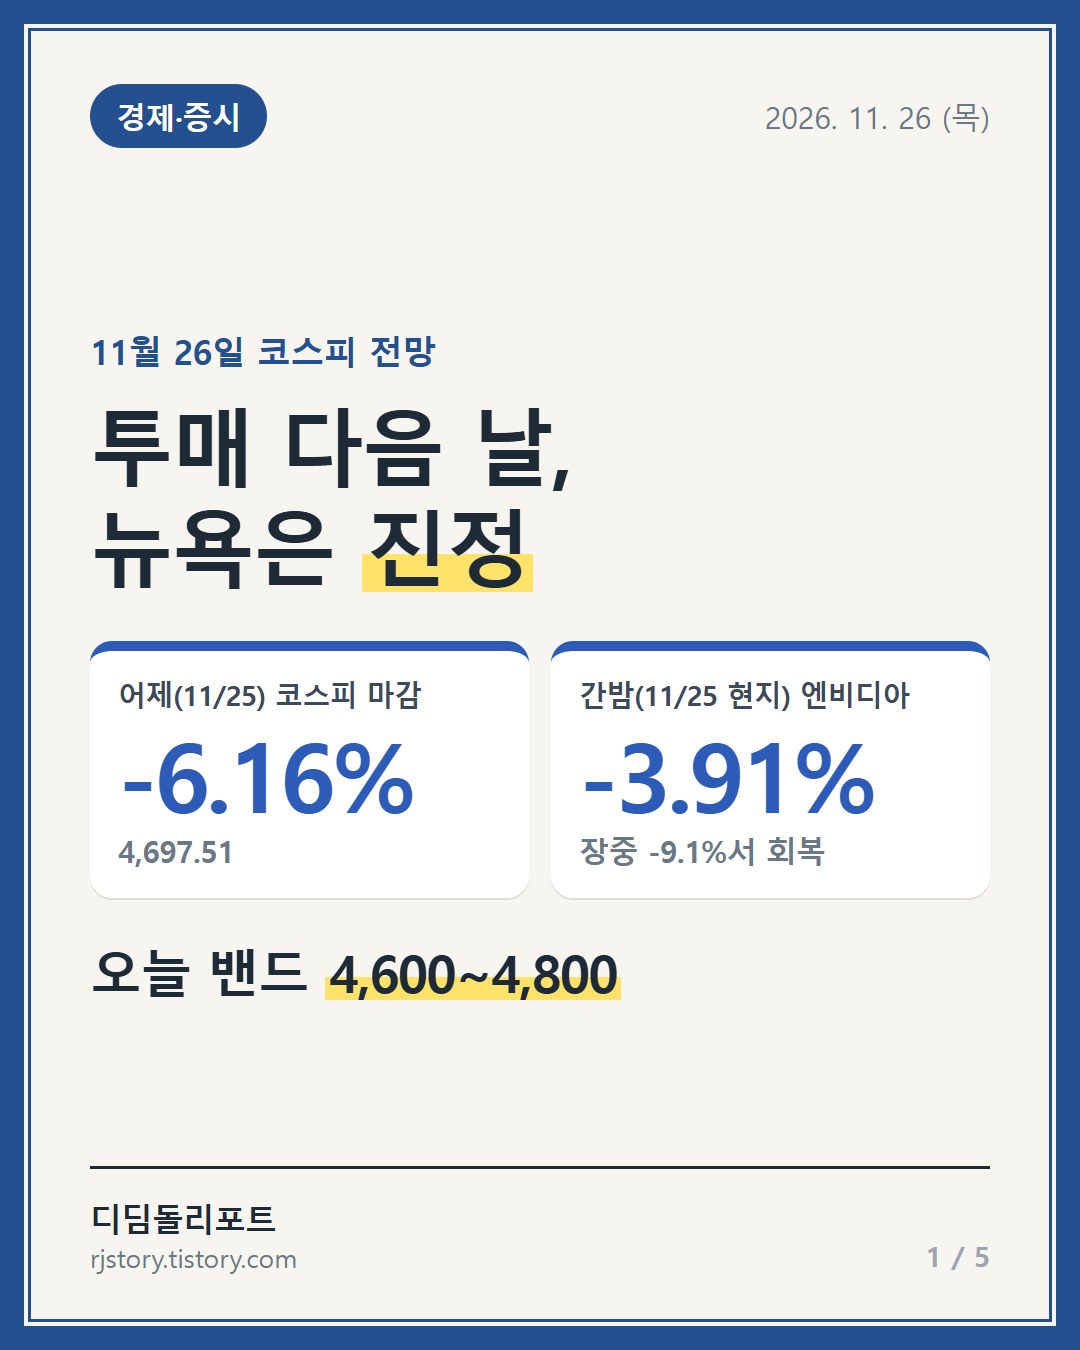 경제·증시
2026. 11. 26 (목)
11월 26일 코스피 전망
투매 다음 날,
뉴욕은 진정
어제(11/25) 코스피 마감
-6.16%
4,697.51
간밤(11/25 현지) 엔비디아
-3.91%
장중 -9.1%서 회복
오늘 밴드 4,600~4,800
디딤돌리포트
rjstory.tistory.com
1 / 5